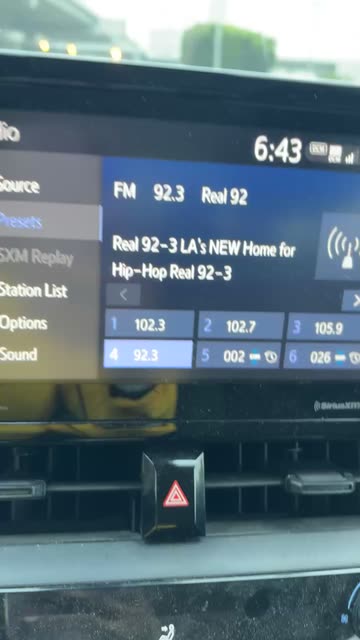 6:43
Source
Presets
SXM Replay
Station List
Options
Sound
FM 92.3 Real 92
Real 92-3 LA's NEW Home for
Hip-Hop Real 92-3
1 102.3
2 102.7
3 105.9
4 92.3
5 002
6 026
SiriusXM